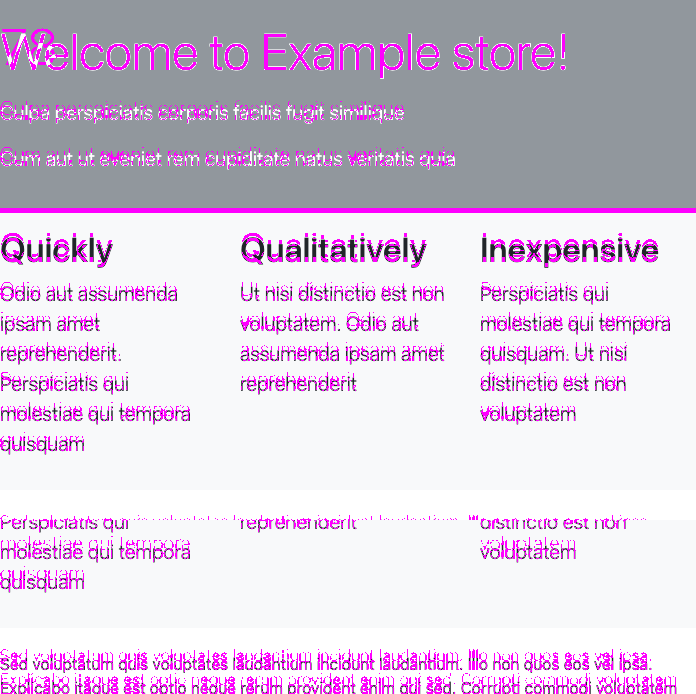 Welcome to Example store!
Culpa perspiciatis corporis facilis fugit similique
Cum aut ut eveniet rem cupiditate natus veritatis quia
Quickly
Odio aut assumenda
ipsam amet
reprehenderit.
Perspiciatis qui
molestiae qui tempora
quisquam
Qualitatively
Ut nisi distinctio est non
voluptatem. Odio aut
assumenda ipsam amet
reprehenderit
Inexpensive
Perspiciatis qui
molestiae qui tempora
quisquam. Ut nisi
distinctio est non
voluptatem
Perspiciatis qui
molestiae qui tempora
quisquam
reprehenderit
distinctio est non
voluptatem
Sed voluptatum quis voluptates laudantium incidunt laudantium. Illo non quos eos vel ipsa.
Explicabo itaque est optio neque rerum provident enim qui sed. Corrupti commodi voluptatem